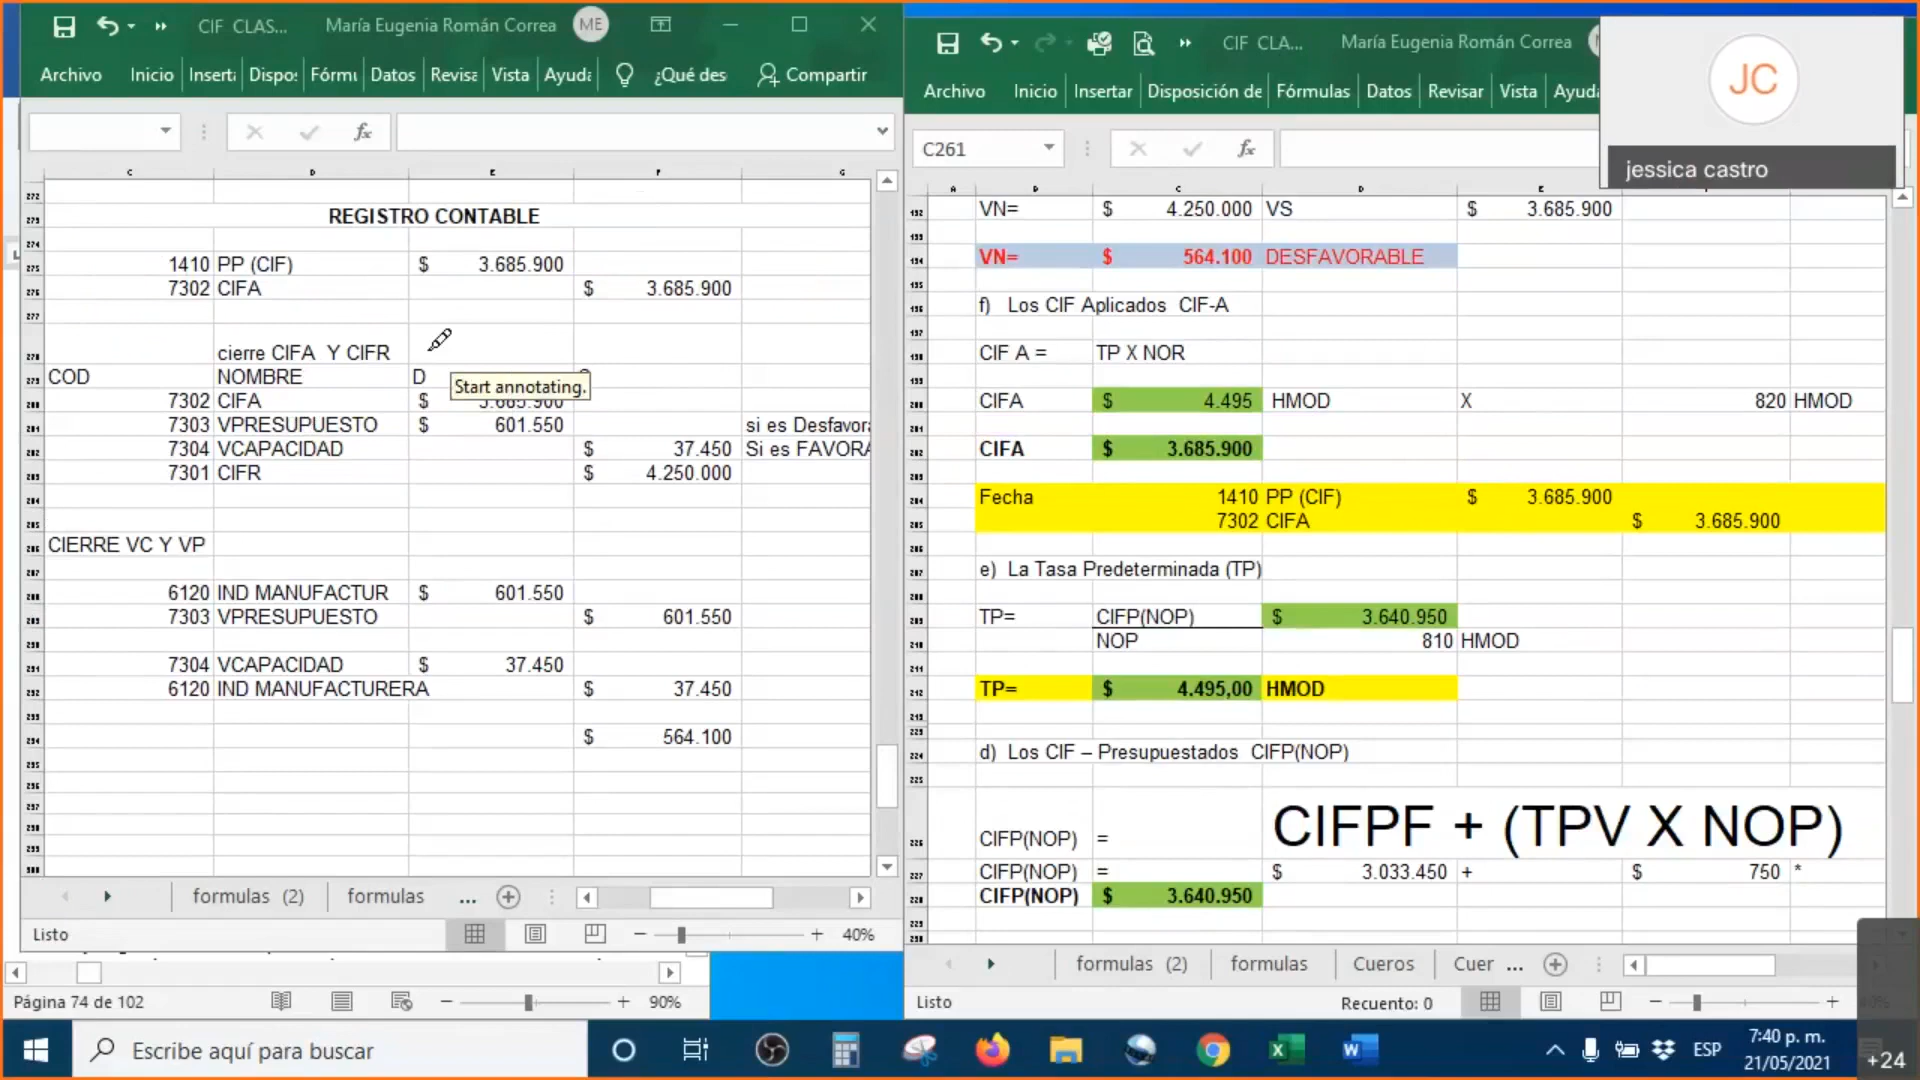 CIF CLAS... María Eugenia Román Correa ME
Archivo Inicio Insert Dispo Fórm Datos Revisa Vista Ayuda ¿Qué des Compartir
fx
C D E F G
REGISTRO CONTABLE
1410 PP (CIF) $ 3.685.900
7302 CIFA $ 3.685.900
cierre CIFA Y CIFR
COD NOMBRE D
Start annotating.
7302 CIFA $ 3.685.900
7303 VPRESUPUESTO $ 601.550 si es Desfavor
7304 VCAPACIDAD $ 37.450 Si es FAVORA
7301 CIFR $ 4.250.000
CIERRE VC Y VP
6120 IND MANUFACTUR $ 601.550
7303 VPRESUPUESTO $ 601.550
7304 VCAPACIDAD $ 37.450
6120 IND MANUFACTURERA $ 37.450
$ 564.100
formulas (2) formulas ...
Listo 40%
Página 74 de 102 90%
CIF CLA... María Eugenia Román Correa
Archivo Inicio Insertar Disposición de Fórmulas Datos Revisar Vista Ayuda
JC
jessica castro
C261 fx
VN= $ 4.250.000 VS $ 3.685.900
VN= $ 564.100 DESFAVORABLE
f) Los CIF Aplicados CIF-A
CIF A = TP X NOR
CIFA $ 4.495 HMOD X 820 HMOD
CIFA $ 3.685.900
Fecha 1410 PP (CIF) $ 3.685.900
7302 CIFA $ 3.685.900
e) La Tasa Predeterminada (TP)
TP= CIFP(NOP) $ 3.640.950
NOP 810 HMOD
TP= $ 4.495,00 HMOD
d) Los CIF – Presupuestados CIFP(NOP)
CIFP(NOP) = CIFPF + (TPV X NOP)
CIFP(NOP) = $ 3.033.450 + $ 750 *
CIFP(NOP) $ 3.640.950
formulas (2) formulas Cueros Cuer ...
Listo Recuento: 0
Escribe aquí para buscar
ESP 7:40 p. m.
21/05/2021
+24